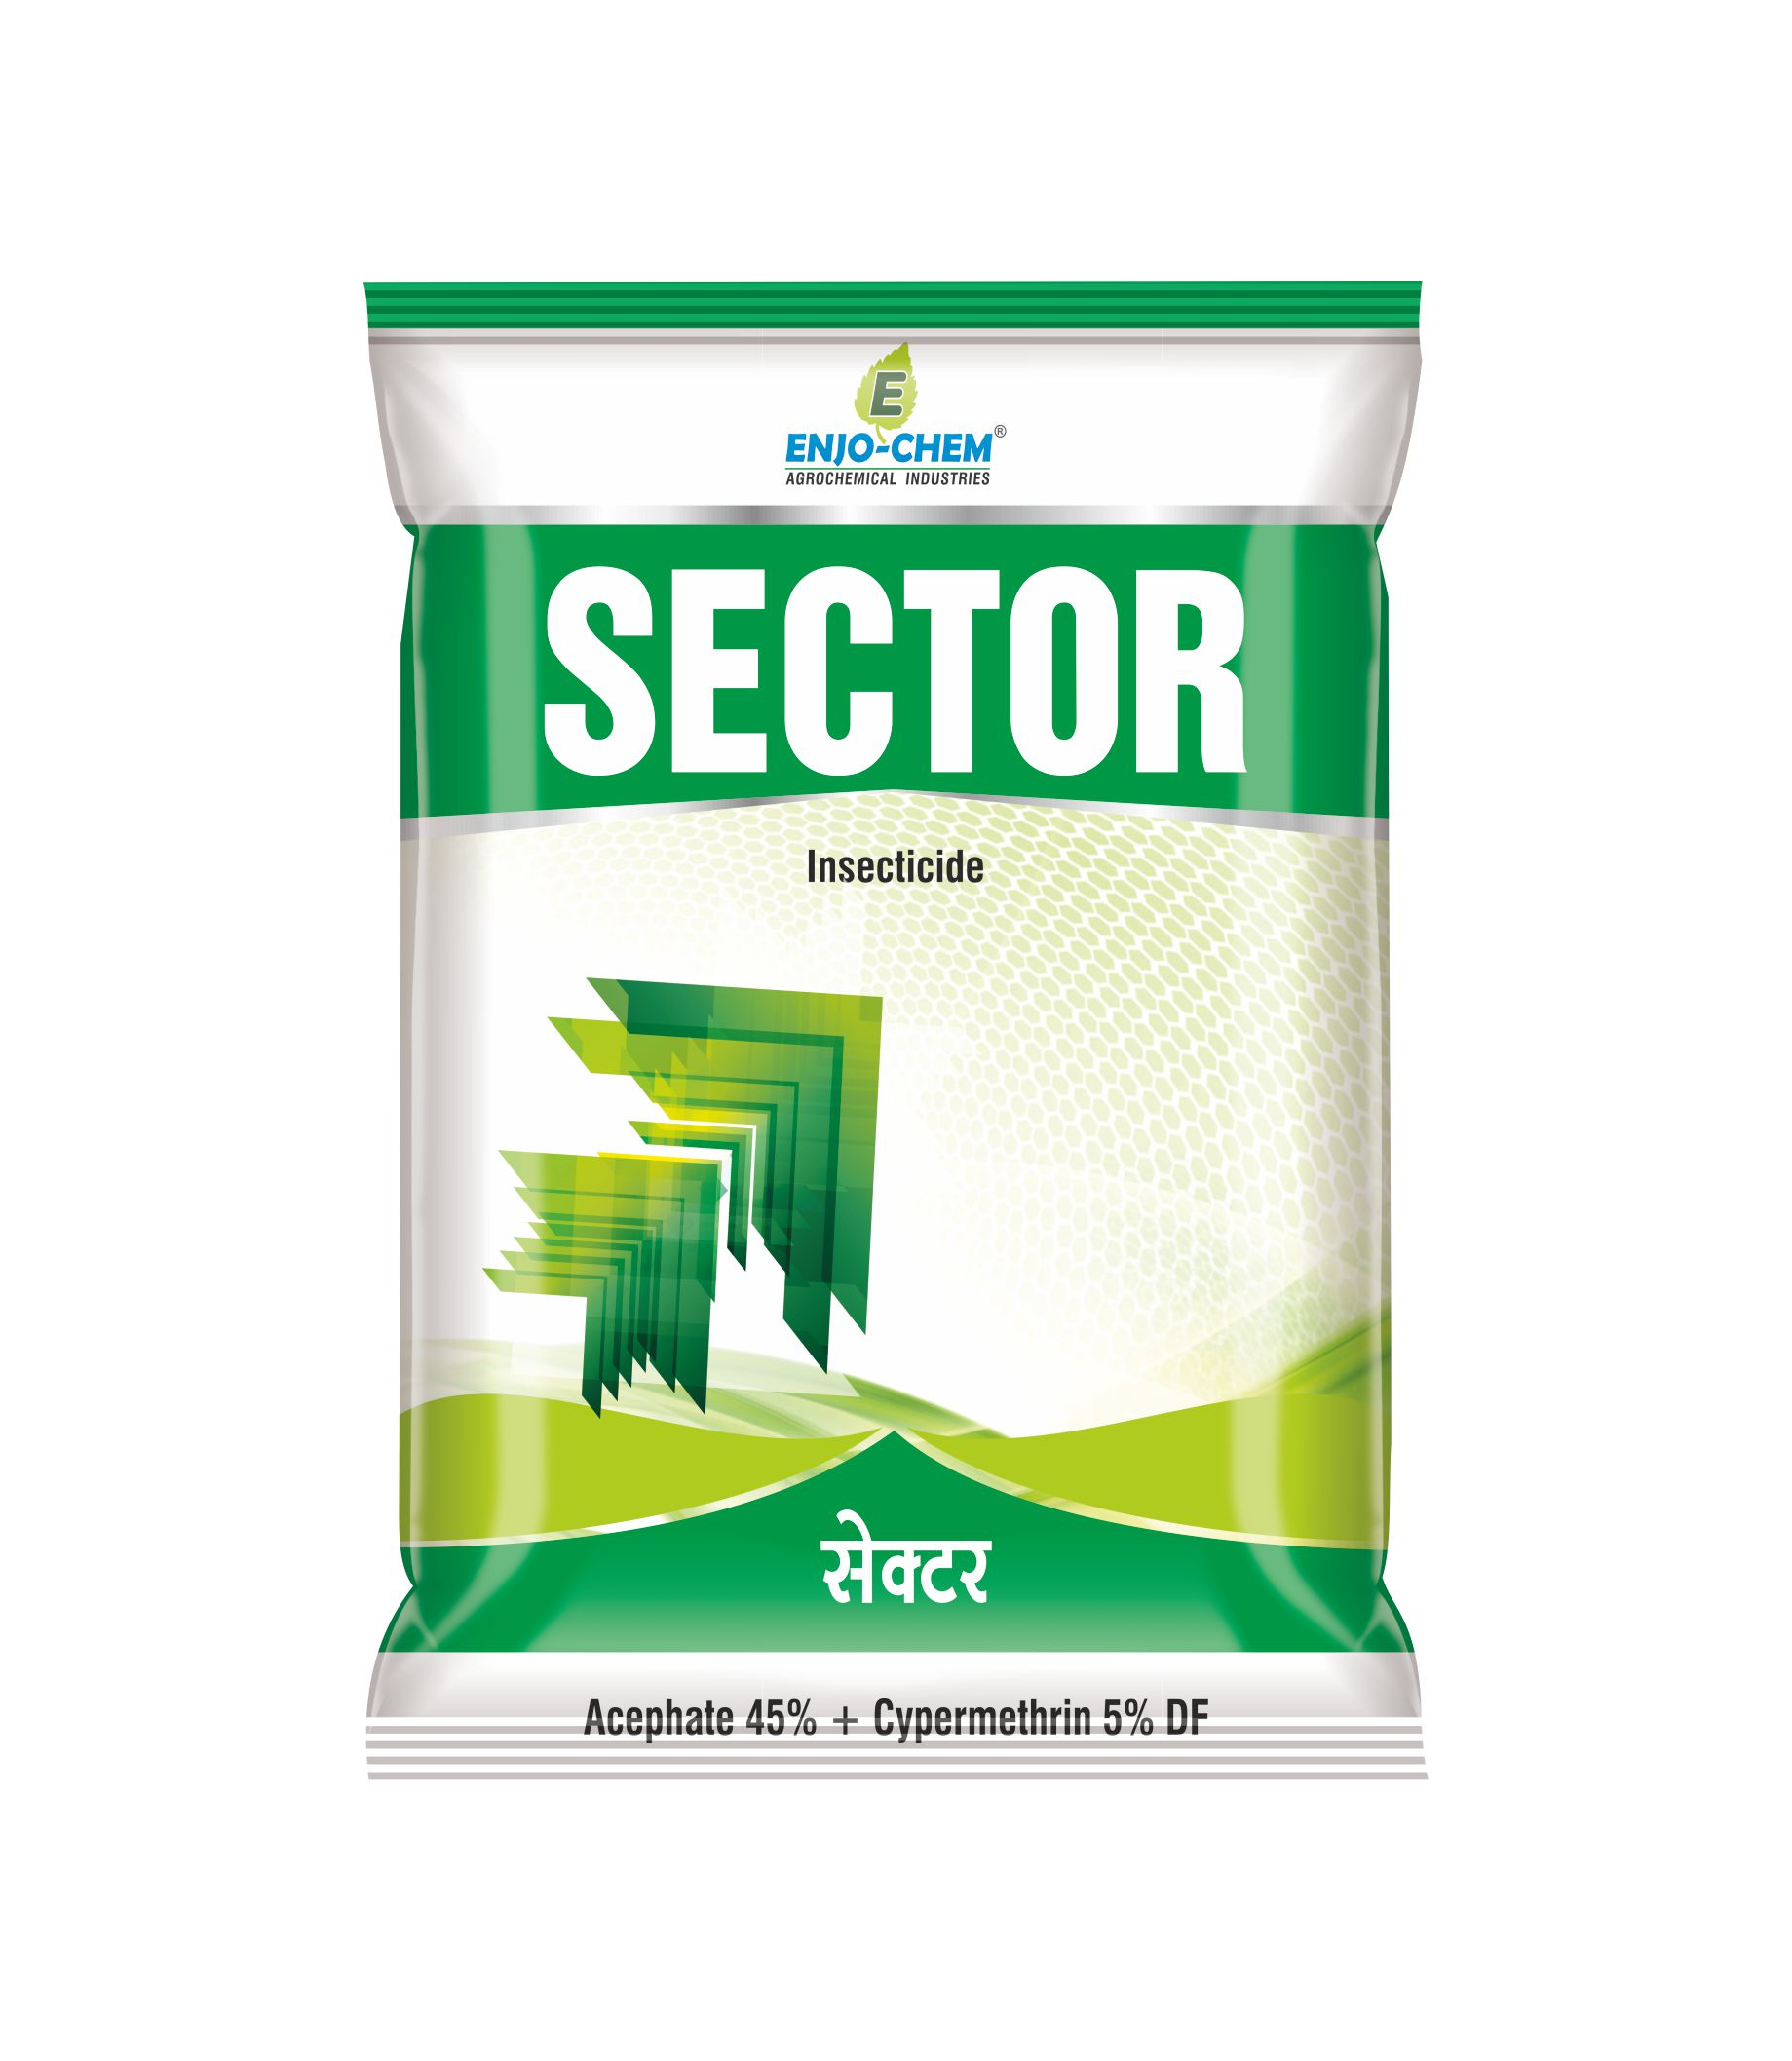 E
ENJO-CHEM®
AGROCHEMICAL INDUSTRIES
SECTOR
Insecticide
सेक्टर
Acephate 45% + Cypermethrin 5% DF